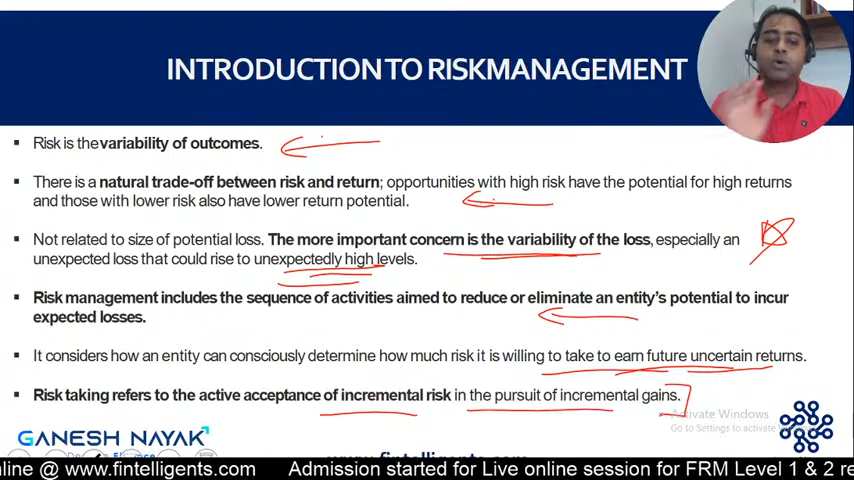 INTRODUCTION TO RISKMANAGEMENT
Risk is the variability of outcomes.
There is a natural trade-off between risk and return; opportunities with high risk have the potential for high returns
and those with lower risk also have lower return potential.
Not related to size of potential loss. The more important concern is the variability of the loss, especially an
unexpected loss that could rise to unexpectedly high levels.
Risk management includes the sequence of activities aimed to reduce or eliminate an entity's potential to incur
expected losses.
It considers how an entity can consciously determine how much risk it is willing to take to earn future uncertain returns.
Risk taking refers to the active acceptance of incremental risk in the pursuit of incremental gains.
Activate Windows
Go to Settings to activate Windows.
GANESH NAYAK
www.fintelligents.com
nline @ www.fintelligents.com Admission started for Live online session for FRM Level 1 & 2 re